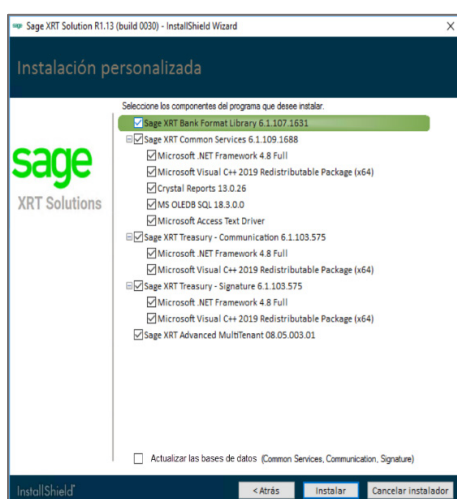 Sage XRT Solution R1.13 (build 0030) - InstallShield Wizard
Instalación personalizada
Seleccione los componentes del programa que desee instalar.
Sage XRT Bank Format Library 6.1.107.1631
Sage XRT Common Services 6.1.109.1688
Microsoft .NET Framework 4.8 Full
Microsoft Visual C++ 2019 Redistributable Package (x64)
Crystal Reports 13.0.26
MS OLEDB SQL 18.3.0.0
Microsoft Access Text Driver
Sage XRT Treasury - Communication 6.1.103.575
Microsoft .NET Framework 4.8 Full
Microsoft Visual C++ 2019 Redistributable Package (x64)
Sage XRT Treasury - Signature 6.1.103.575
Microsoft .NET Framework 4.8 Full
Microsoft Visual C++ 2019 Redistributable Package (x64)
Sage XRT Advanced MultiTenant 08.05.003.01
sage
XRT Solutions
Actualizar las bases de datos (Common Services, Communication, Signature)
InstallShield
< Atrás
Instalar
Cancelar instalador